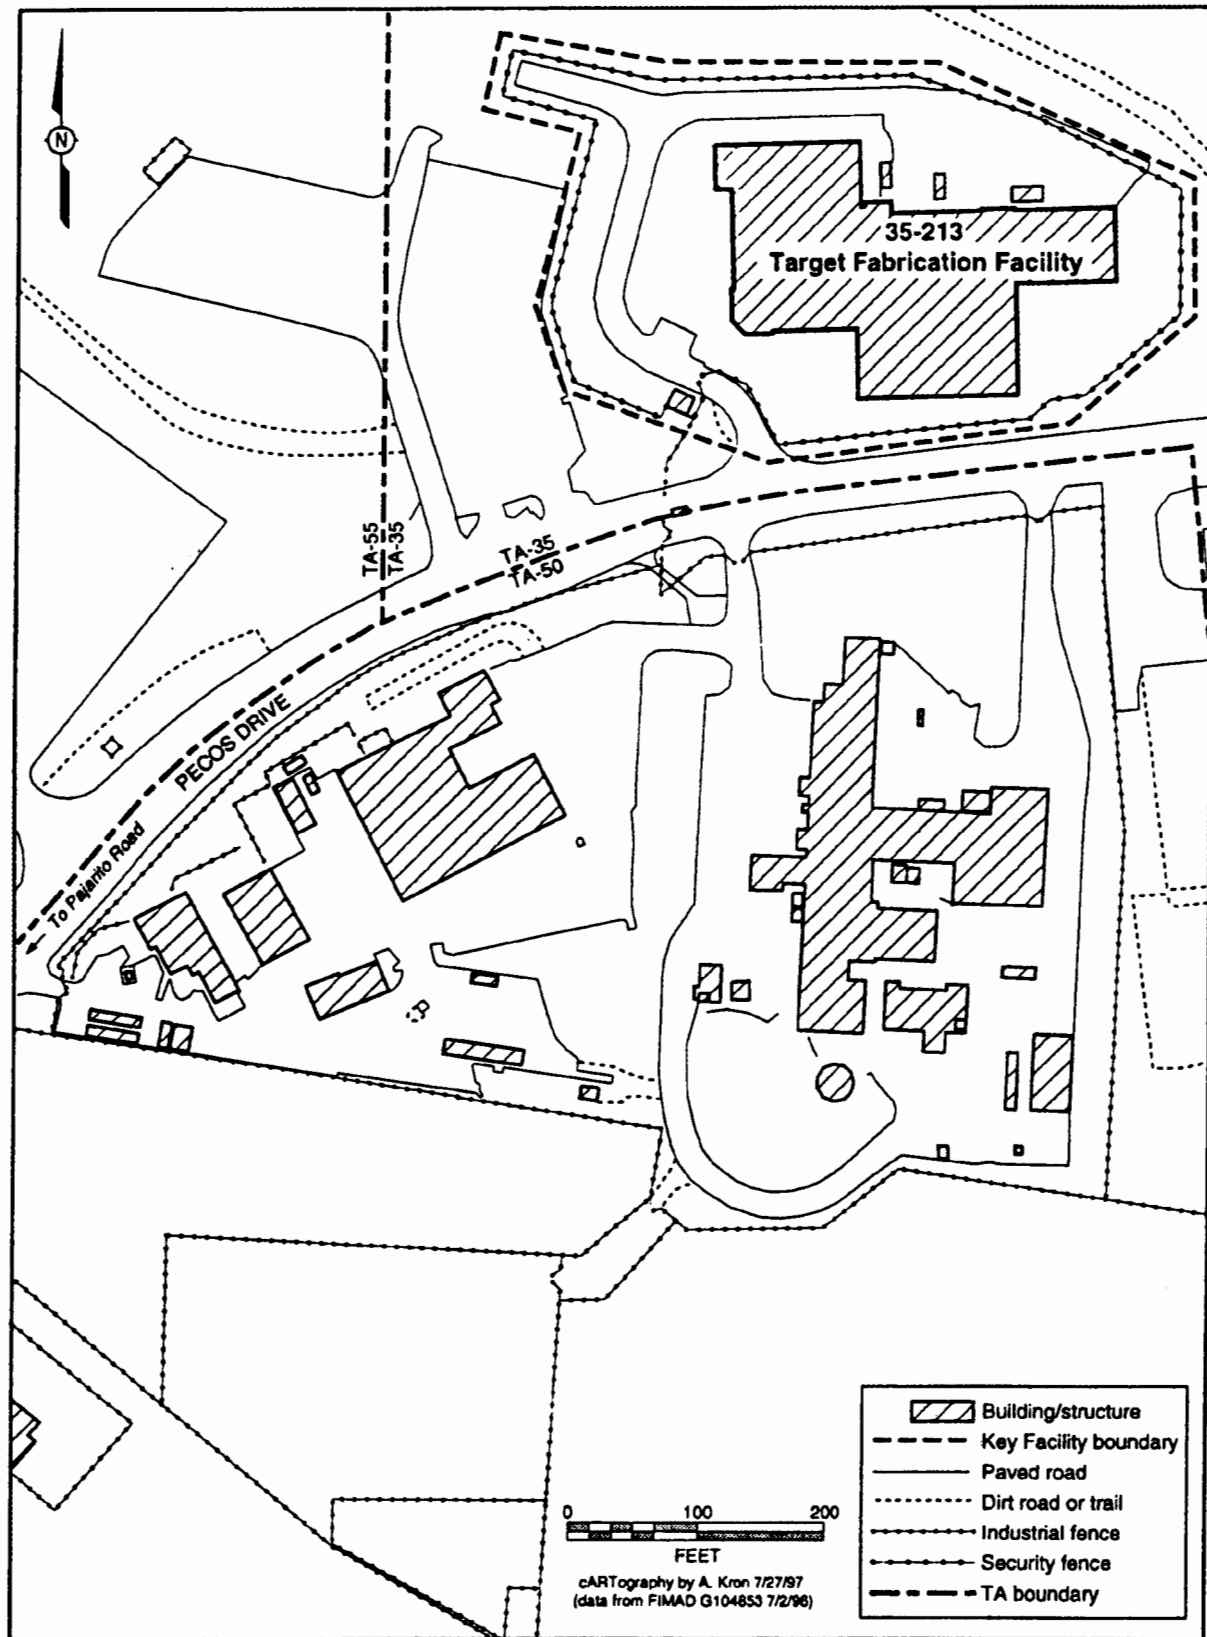 N
35-213
Target Fabrication Facility
TA-55
TA-35
TA-35
TA-50
PECOS DRIVE
To Pajarito Road
Building/structure
Key Facility boundary
Paved road
Dirt road or trail
Industrial fence
Security fence
TA boundary
0 100 200
FEET
cARTography by A. Kron 7/27/97
(data from FIMAD G104853 7/2/96)